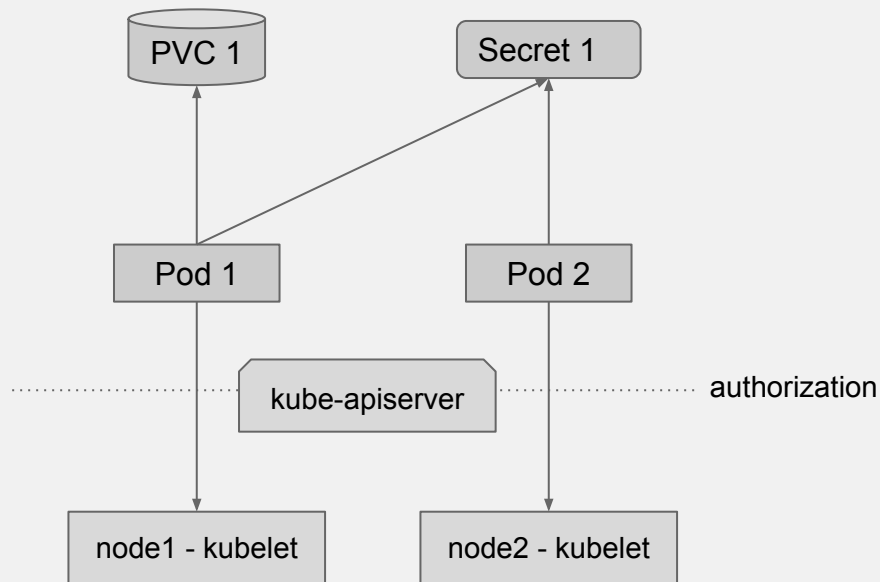 PVC 1
Secret 1
Pod 1
Pod 2
kube-apiserver
authorization
node1 - kubelet
node2 - kubelet